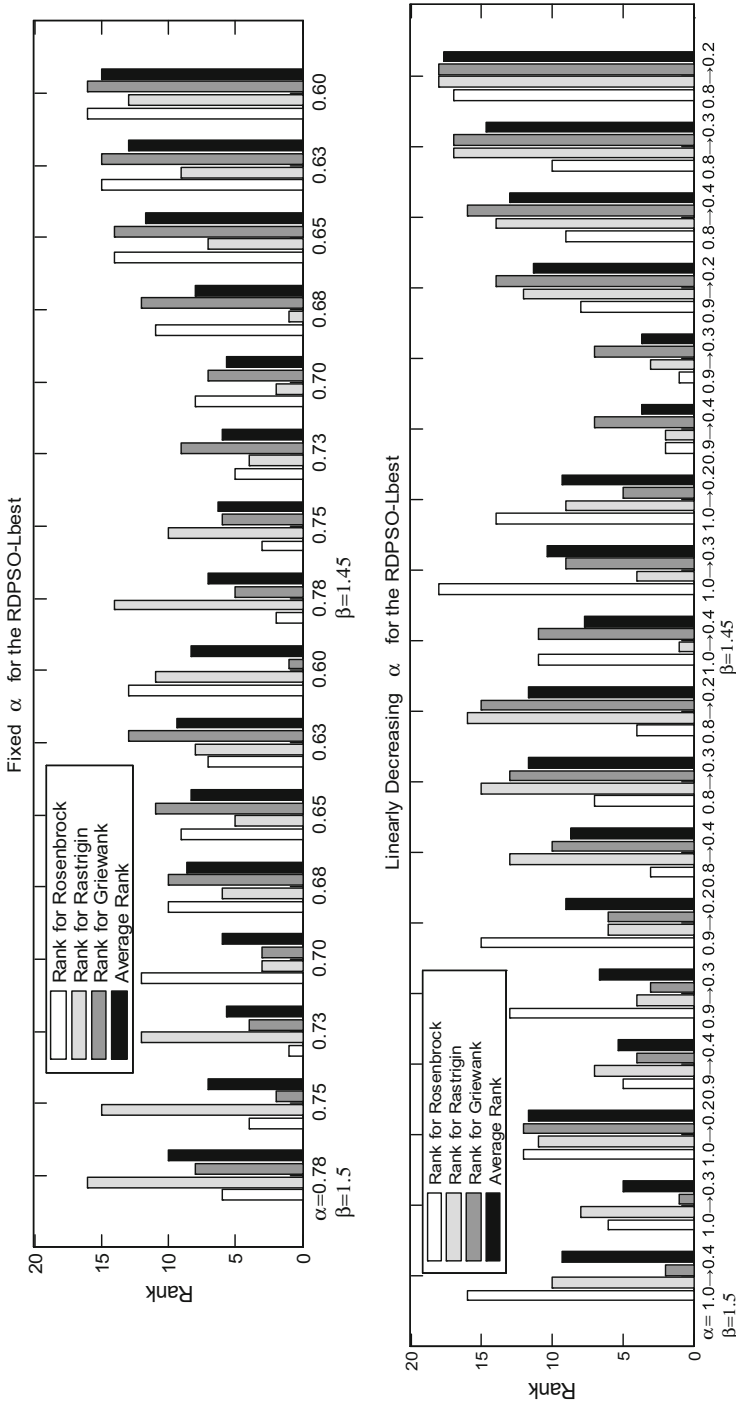 Fixed α for the RDPSO-Lbest
Rank
20
15
10
5
0
Rank for Rosenbrock
Rank for Rastrigin
Rank for Griewank
Average Rank
α=0.78 0.75 0.73 0.70 0.68 0.65 0.63 0.60 0.78 0.75 0.73 0.70 0.68 0.65 0.63 0.60
β=1.5 β=1.45
Linearly Decreasing α for the RDPSO-Lbest
Rank
20
15
10
5
0
Rank for Rosenbrock
Rank for Rastrigin
Rank for Griewank
Average Rank
α= 1.0→0.4 1.0→0.3 1.0→0.2 0.9→0.4 0.9→0.3 0.9→0.2 0.8→0.4 0.8→0.3 0.8→0.2 1.0→0.4 1.0→0.3 1.0→0.2 0.9→0.4 0.9→0.3 0.9→0.2 0.8→0.4 0.8→0.3 0.8→0.2
β=1.5 β=1.45